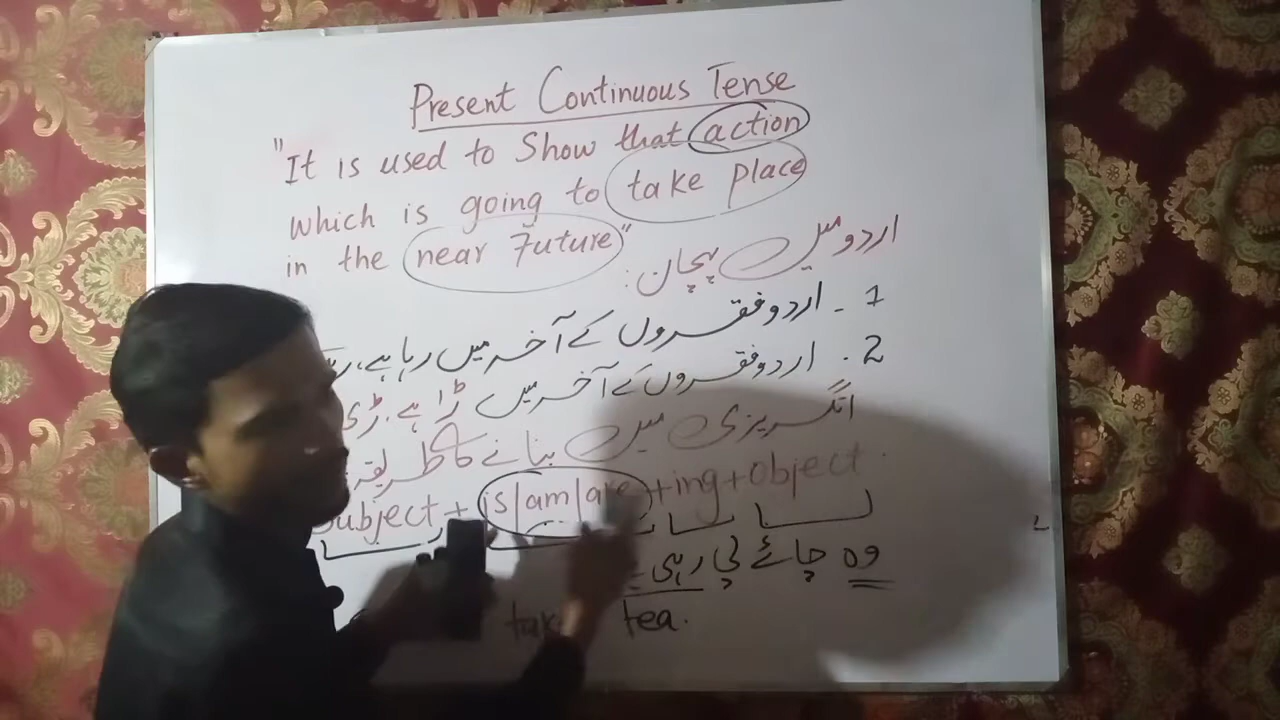 Present Continuous Tense
"It is used to Show that action
which is going to take place
in the near Future"
اردو میں پہچان:
1 ۔ اردو فقروں کے آخر میں رہا ہے،
2 ۔ اردو فقروں کے آخر میں ڑا ہے، ڑی
انگریزی میں بنانے کا طریقہ
Subject + is|am|are +ing+object
وہ چائے پی رہی
tea.